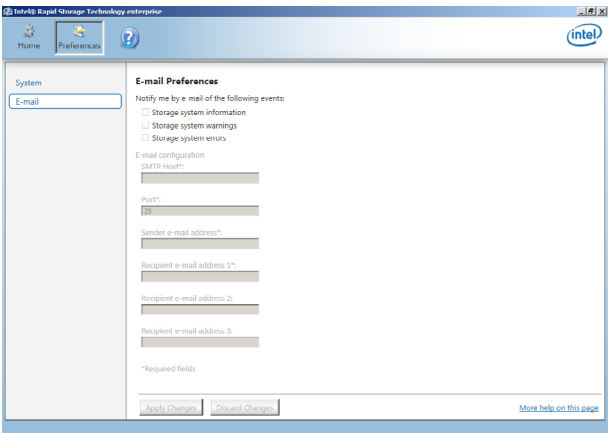 Intel® Rapid Storage Technology enterprise
Home
Preferences
?
intel
System
E-mail
E-mail Preferences
Notify me by e mail of the following events:
Storage system information
Storage system warnings
Storage system errors
E-mail configuration
SMTP Host*:
Port*:
25
Sender e-mail address*:
Recipient e-mail address 1*:
Recipient e-mail address 2:
Recipient e-mail address 3:
*Required fields
Apply Changes
Discard Changes
More help on this page